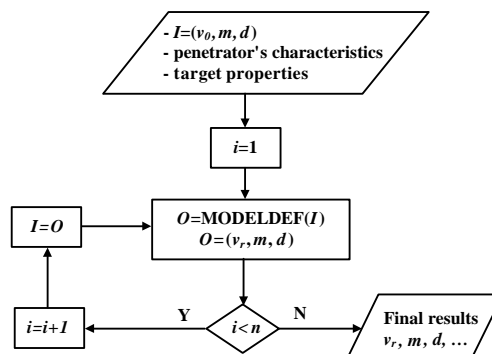 - I=(v₀, m, d)
- penetrator's characteristics
- target properties
i=1
I=O
O=MODELDEF(I)
O=(vᵣ, m, d)
i=i+1
Y
i<n
N
Final results
vᵣ, m, d, …